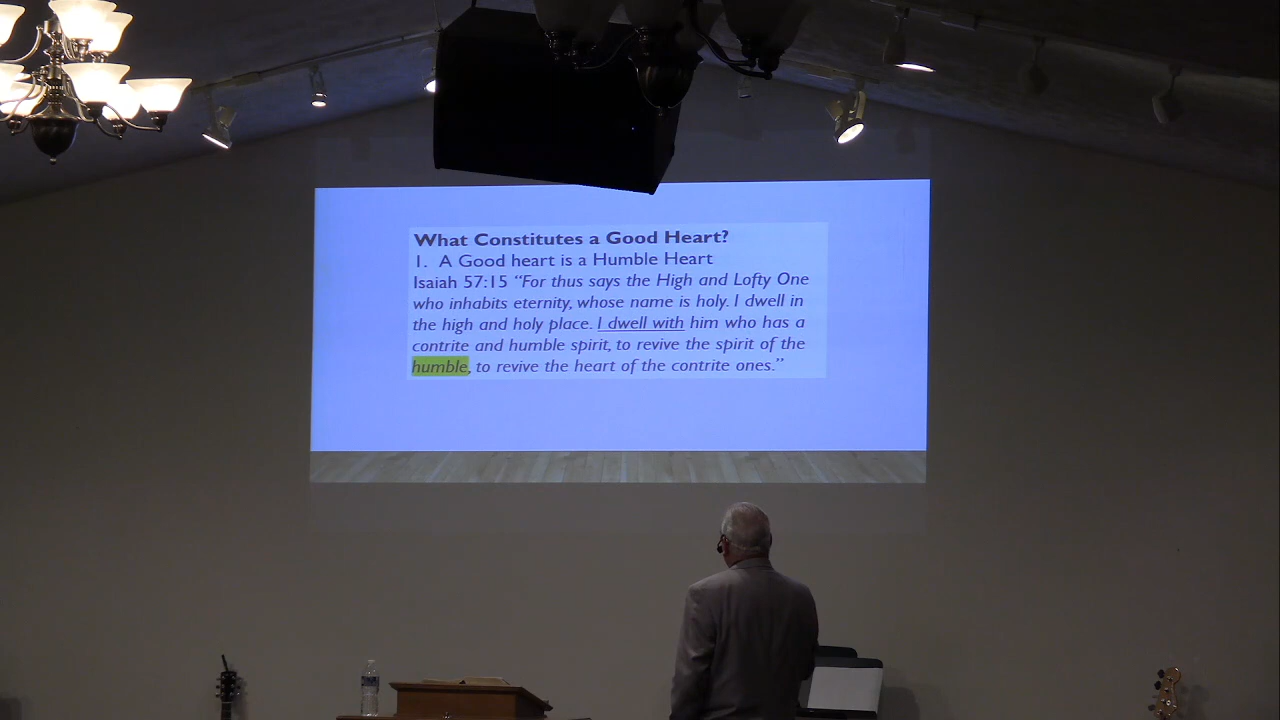 What Constitutes a Good Heart?
1. A Good heart is a Humble Heart
Isaiah 57:15 “For thus says the High and Lofty One
who inhabits eternity, whose name is holy. I dwell in
the high and holy place. I dwell with him who has a
contrite and humble spirit, to revive the spirit of the
humble, to revive the heart of the contrite ones.”